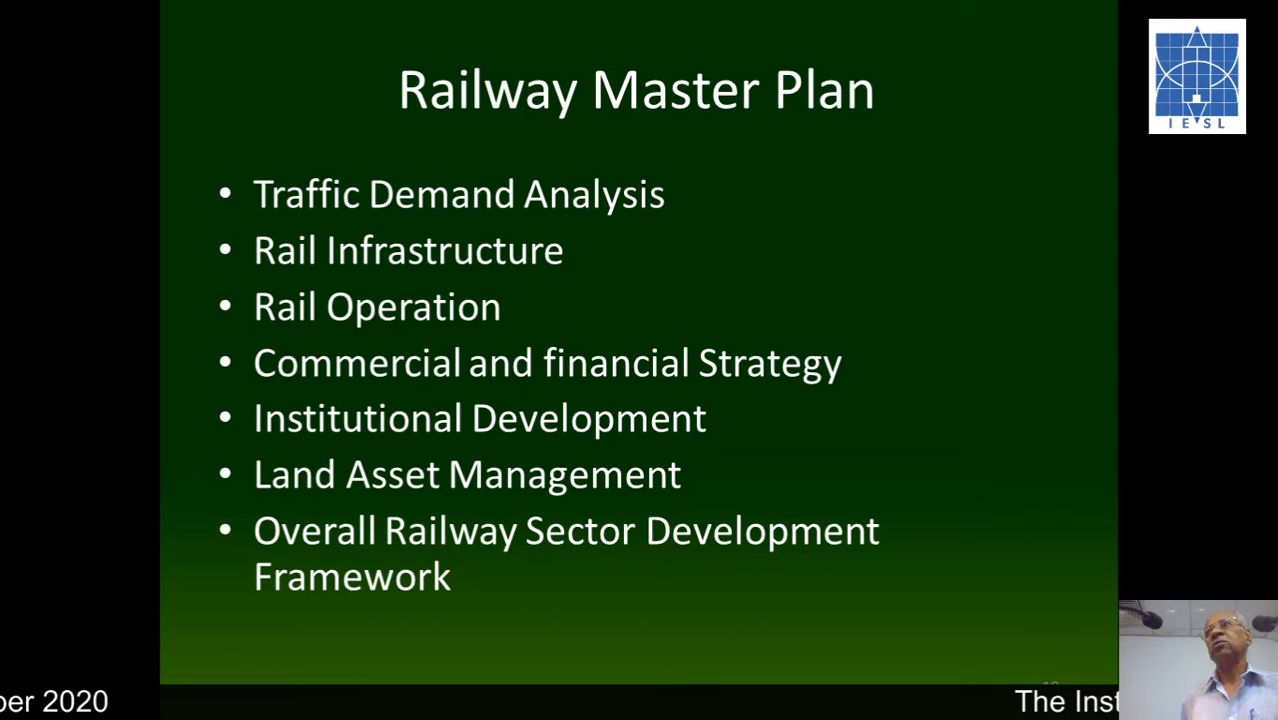 Railway Master Plan
IESL
• Traffic Demand Analysis
• Rail Infrastructure
• Rail Operation
• Commercial and financial Strategy
• Institutional Development
• Land Asset Management
• Overall Railway Sector Development
Framework
ber 2020
The Inst